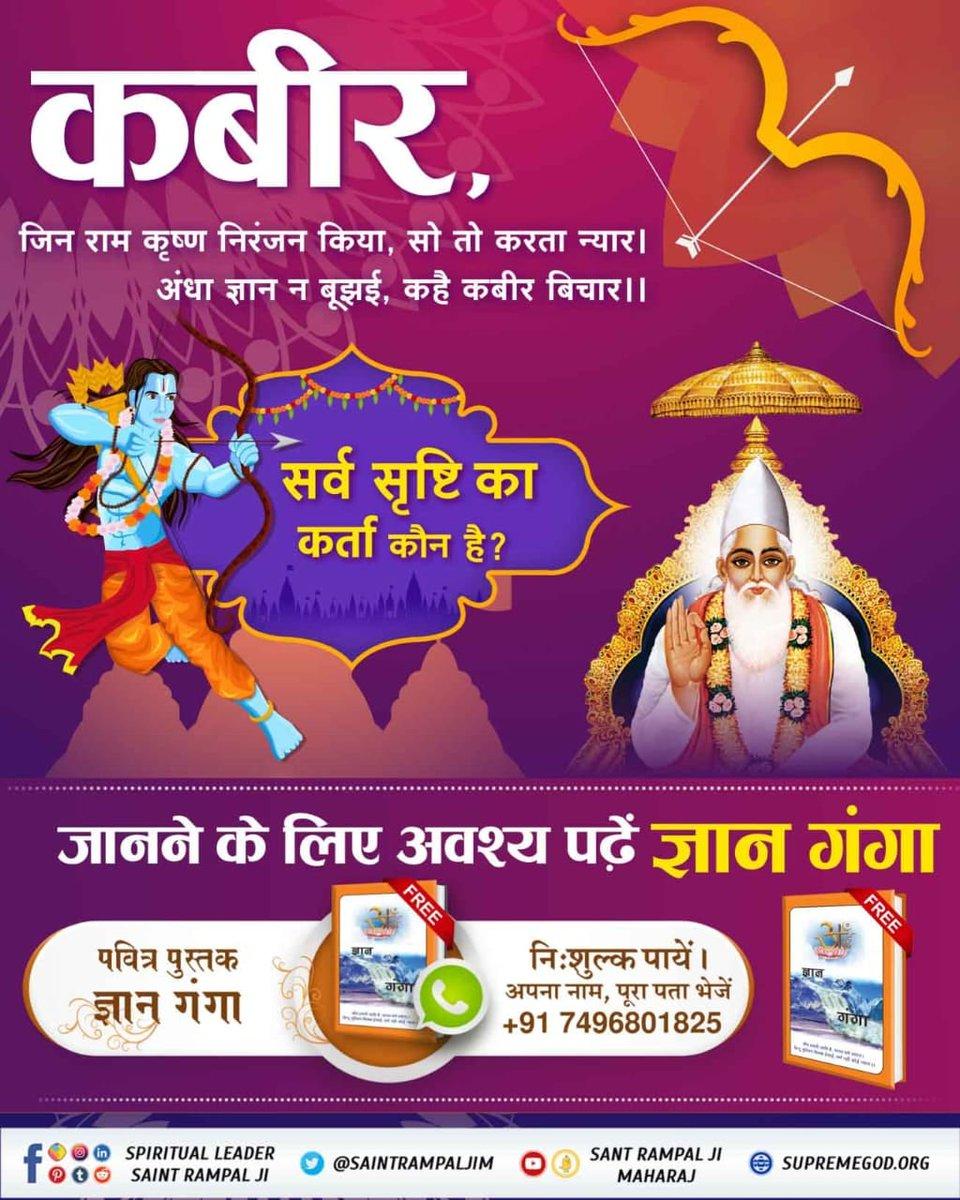 कबीर,
जिन राम कृष्ण निरंजन किया, सो तो करता न्यार।
अंधा ज्ञान न बूझई, कहै कबीर बिचार।।
सर्व सृष्टि का
कर्ता कौन है?
जानने के लिए अवश्य पढ़ें ज्ञान गंगा
पवित्र पुस्तक
ज्ञान गंगा
FREE
ज्ञान
गंगा
नि:शुल्क पायें।
अपना नाम, पूरा पता भेजें
+91 7496801825
FREE
ज्ञान
गंगा
SPIRITUAL LEADER
SAINT RAMPAL JI
@SAINTRAMPALJIM
SANT RAMPAL JI
MAHARAJ
SUPREMEGOD.ORG